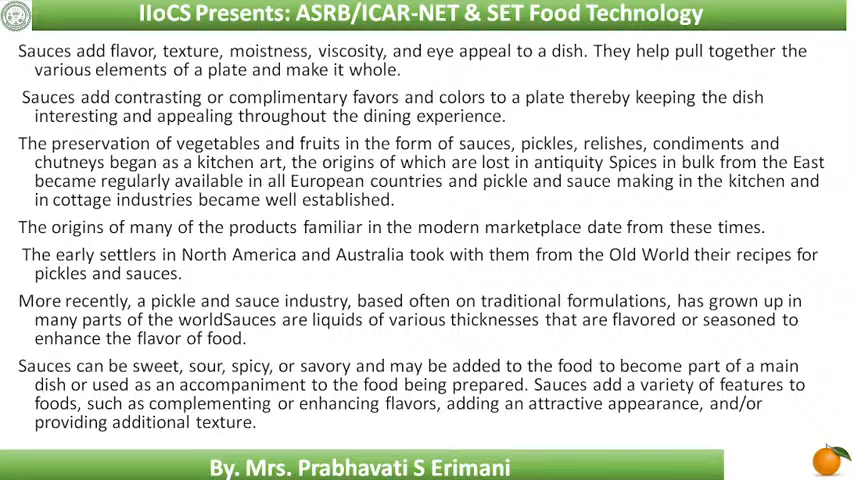 IIoCS Presents: ASRB/ICAR-NET & SET Food Technology
Sauces add flavor, texture, moistness, viscosity, and eye appeal to a dish. They help pull together the
various elements of a plate and make it whole.
Sauces add contrasting or complimentary favors and colors to a plate thereby keeping the dish
interesting and appealing throughout the dining experience.
The preservation of vegetables and fruits in the form of sauces, pickles, relishes, condiments and
chutneys began as a kitchen art, the origins of which are lost in antiquity Spices in bulk from the East
became regularly available in all European countries and pickle and sauce making in the kitchen and
in cottage industries became well established.
The origins of many of the products familiar in the modern marketplace date from these times.
The early settlers in North America and Australia took with them from the Old World their recipes for
pickles and sauces.
More recently, a pickle and sauce industry, based often on traditional formulations, has grown up in
many parts of the worldSauces are liquids of various thicknesses that are flavored or seasoned to
enhance the flavor of food.
Sauces can be sweet, sour, spicy, or savory and may be added to the food to become part of a main
dish or used as an accompaniment to the food being prepared. Sauces add a variety of features to
foods, such as complementing or enhancing flavors, adding an attractive appearance, and/or
providing additional texture.
By. Mrs. Prabhavati S Erimani